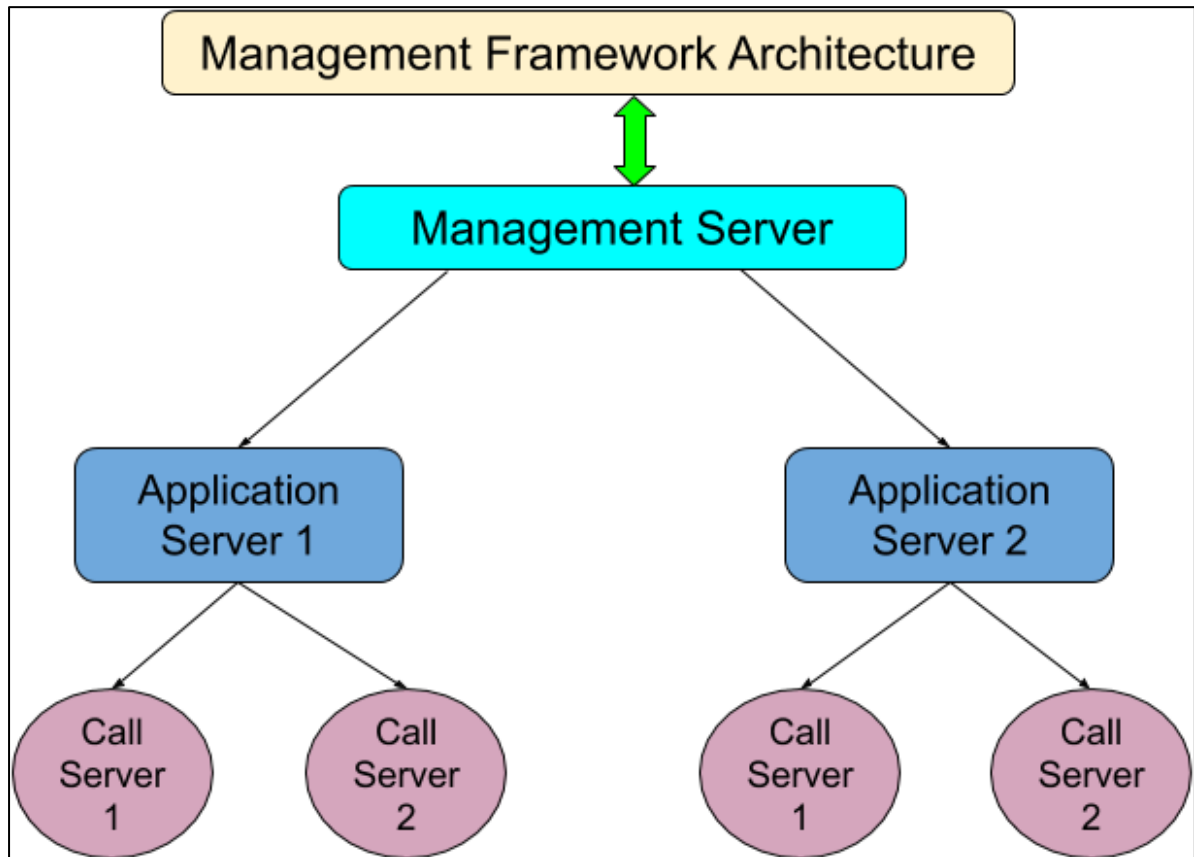 Management Framework Architecture
Management Server
Application
Server 1
Application
Server 2
Call
Server
1
Call
Server
2
Call
Server
1
Call
Server
2